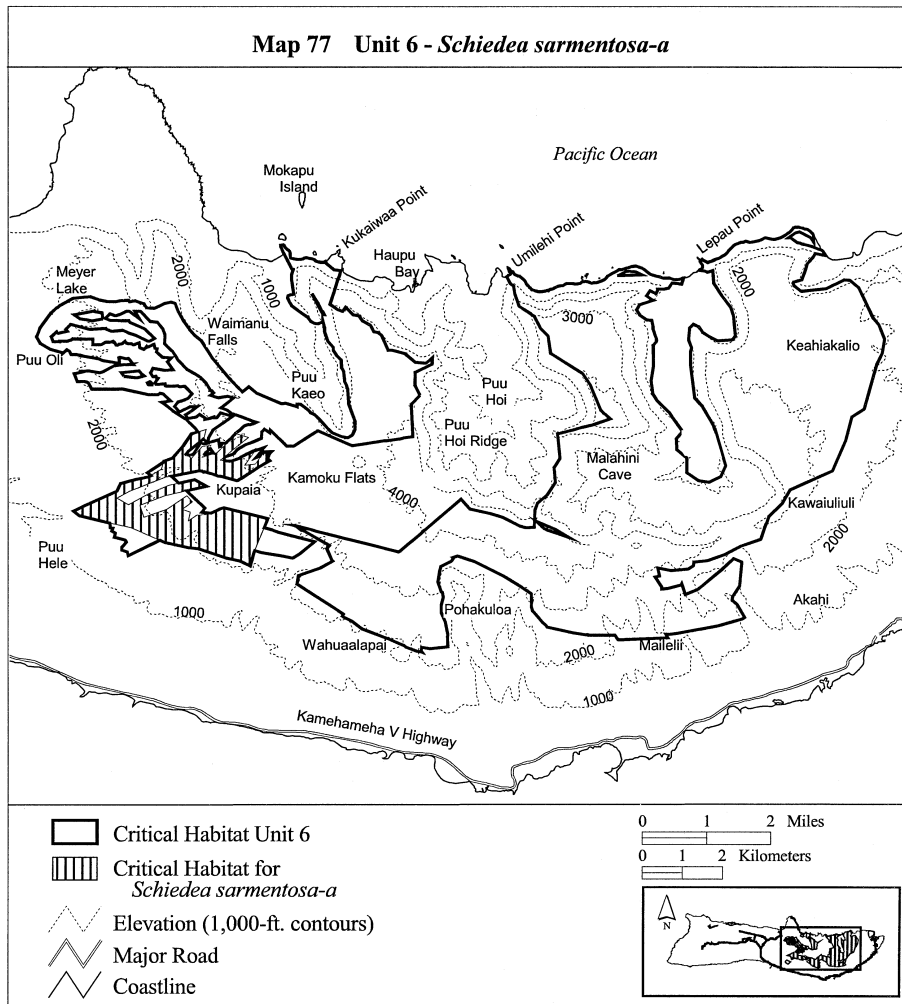 Map 77 Unit 6 - Schiedea sarmentosa-a
Pacific Ocean
Mokapu
Island
Kukaiwaa Point
Haupu
Bay
Umilehi Point
Lepau Point
Meyer
Lake
2000
1000
2000
3000
Waimanu
Falls
Keahiakalio
Puu Oli
Puu
Kaeo
Puu
Hoi
Puu
Hoi Ridge
2000
Malahini
Cave
Kupaia
Kamoku Flats
4000
Kawaiuliuli
2000
Puu
Hele
1000
Pohakuloa
Akahi
Wahuaalapai
2000
Mailelii
1000
Kamehameha V Highway
Critical Habitat Unit 6
Critical Habitat for
Schiedea sarmentosa-a
Elevation (1,000-ft. contours)
Major Road
Coastline
0 1 2 Miles
0 1 2 Kilometers
N